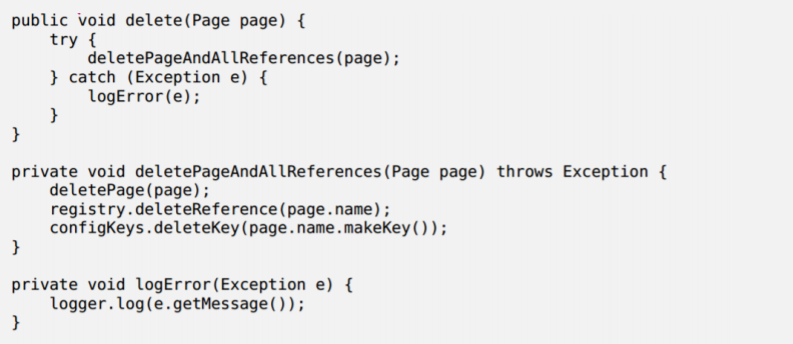 public void delete(Page page) {
    try {
        deletePageAndAllReferences(page);
    } catch (Exception e) {
        logError(e);
    }
}

private void deletePageAndAllReferences(Page page) throws Exception {
    deletePage(page);
    registry.deleteReference(page.name);
    configKeys.deleteKey(page.name.makeKey());
}

private void logError(Exception e) {
    logger.log(e.getMessage());
}